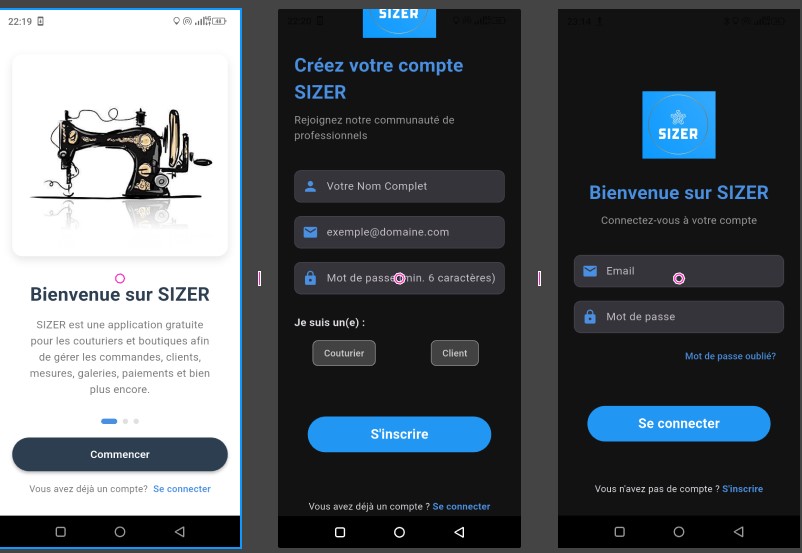 22:19
48
Bienvenue sur SIZER
SIZER est une application gratuite
pour les couturiers et boutiques afin
de gérer les commandes, clients,
mesures, galeries, paiements et bien
plus encore.
Commencer
Vous avez déjà un compte? Se connecter
22:20
SIZER
Créez votre compte
SIZER
Rejoignez notre communauté de
professionnels
Votre Nom Complet
exemple@domaine.com
Mot de passe (min. 6 caractères)
Je suis un(e) :
Couturier
Client
S'inscrire
Vous avez déjà un compte ? Se connecter
SIZER
Bienvenue sur SIZER
Connectez-vous à votre compte
Email
Mot de passe
Mot de passe oublié?
Se connecter
Vous n'avez pas de compte ? S'inscrire